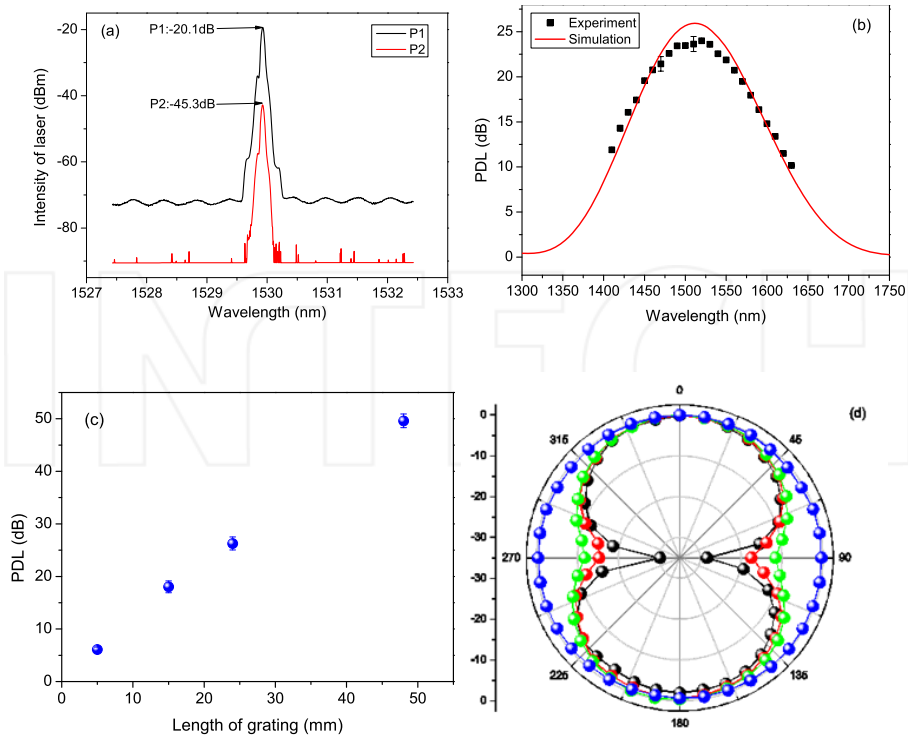 (a)
P1:-20.1dB
P2:-45.3dB
P1
P2
-20
-40
-60
-80
Intensity of laser (dBm)
1527 1528 1529 1530 1531 1532 1533
Wavelength (nm)
(b)
Experiment
Simulation
25
20
15
10
5
0
PDL (dB)
1300 1350 1400 1450 1500 1550 1600 1650 1700 1750
Wavelength (nm)
(c)
50
40
30
20
10
0
PDL (dB)
0 10 20 30 40 50
Length of grating (mm)
(d)
0
-10
-20
-30
-30
-20
-10
0
0
45
90
135
180
225
270
315
INTECH